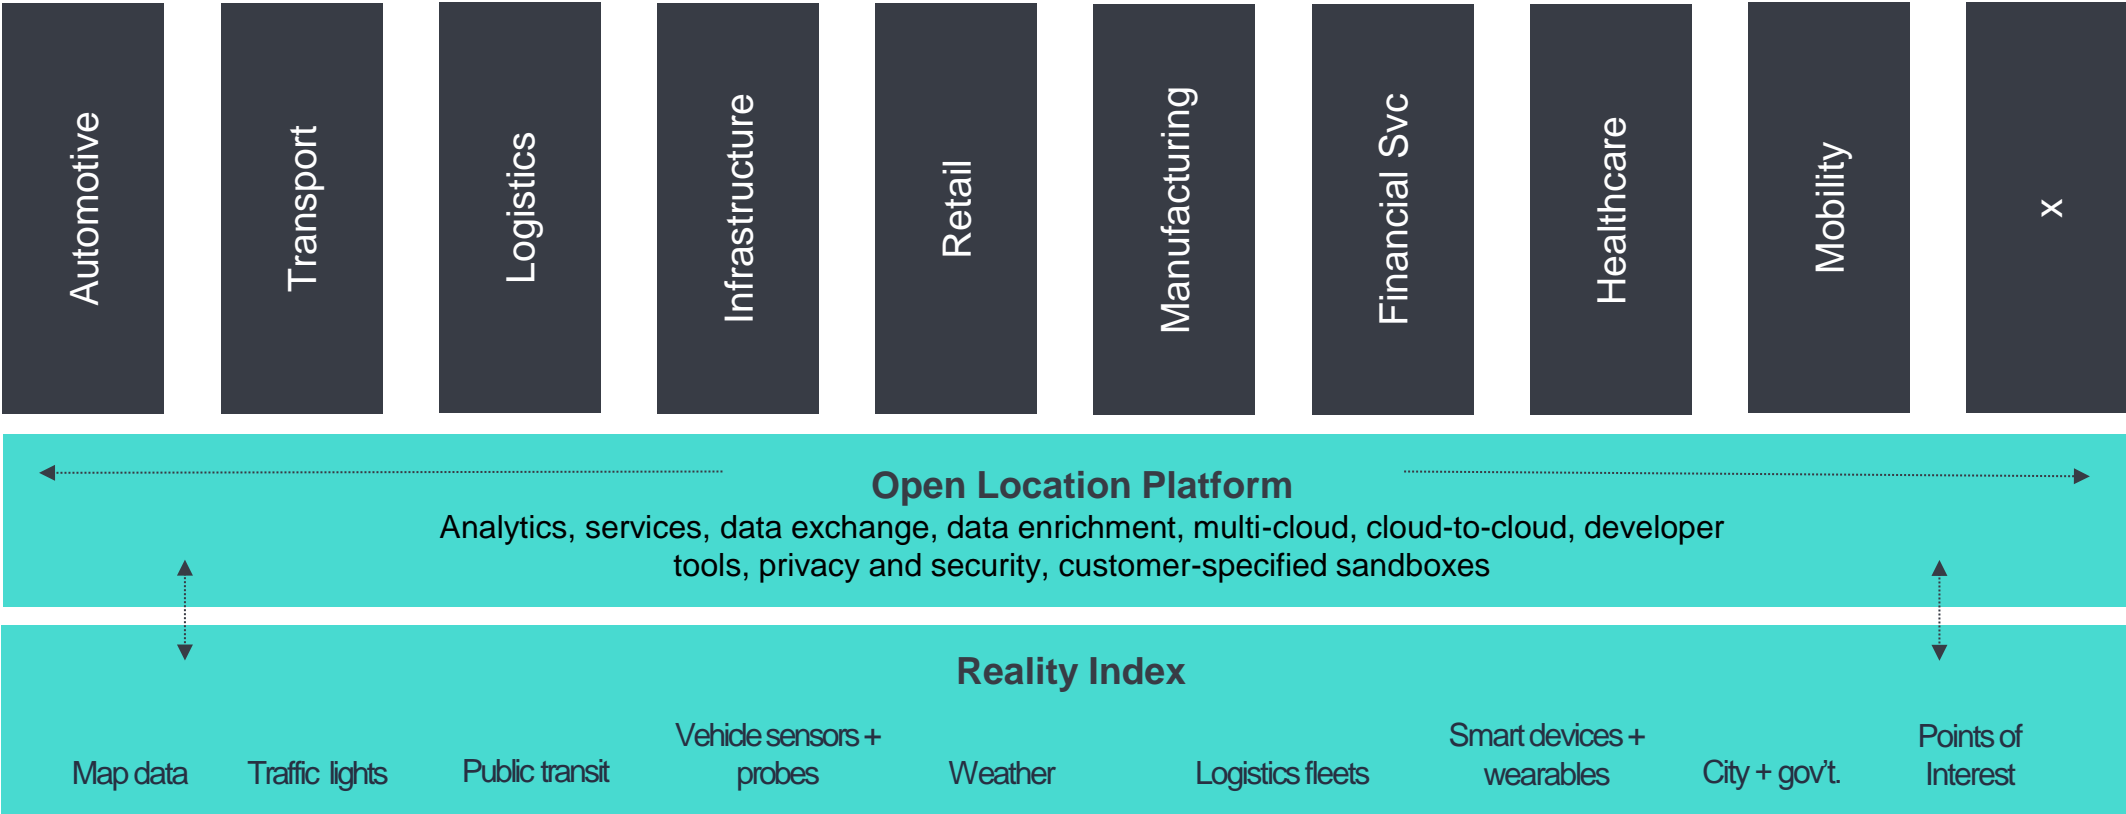 Automotive
Transport
Logistics
Infrastructure
Retail
Manufacturing
Financial Svc
Healthcare
Mobility
x
Open Location Platform
Analytics, services, data exchange, data enrichment, multi-cloud, cloud-to-cloud, developer
tools, privacy and security, customer-specified sandboxes
Reality Index
Map data
Traffic lights
Public transit
Vehicle sensors +
probes
Weather
Logistics fleets
Smart devices +
wearables
City + gov't.
Points of
Interest